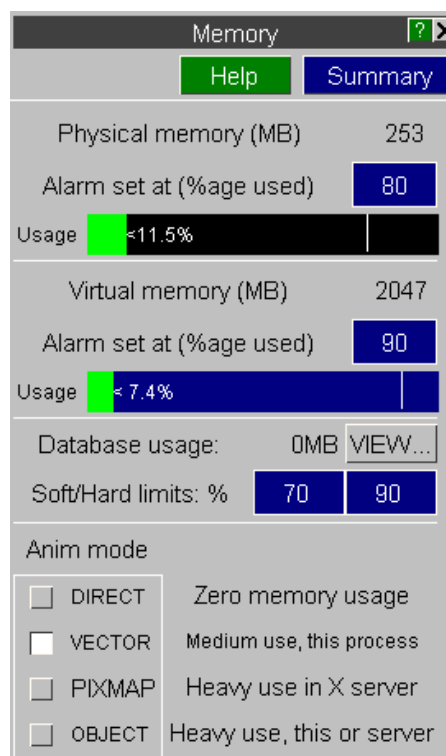 Memory ? X
Help Summary
Physical memory (MB) 253
Alarm set at (%age used) 80
Usage <11.5%
Virtual memory (MB) 2047
Alarm set at (%age used) 90
Usage < 7.4%
Database usage: 0MB VIEW...
Soft/Hard limits: % 70 90
Anim mode
DIRECT Zero memory usage
VECTOR Medium use, this process
PIXMAP Heavy use in X server
OBJECT Heavy use, this or server